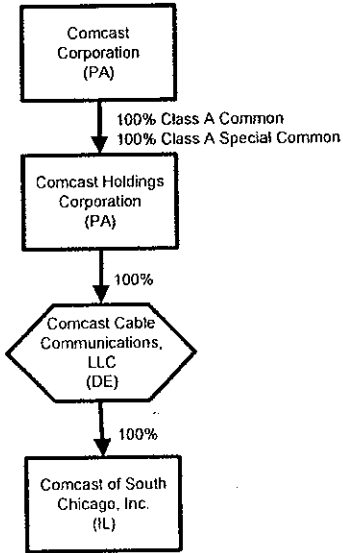 Comcast
Corporation
(PA)
100% Class A Common
100% Class A Special Common
Comcast Holdings
Corporation
(PA)
100%
Comcast Cable
Communications,
LLC
(DE)
100%
Comcast of South
Chicago, Inc.
(IL)